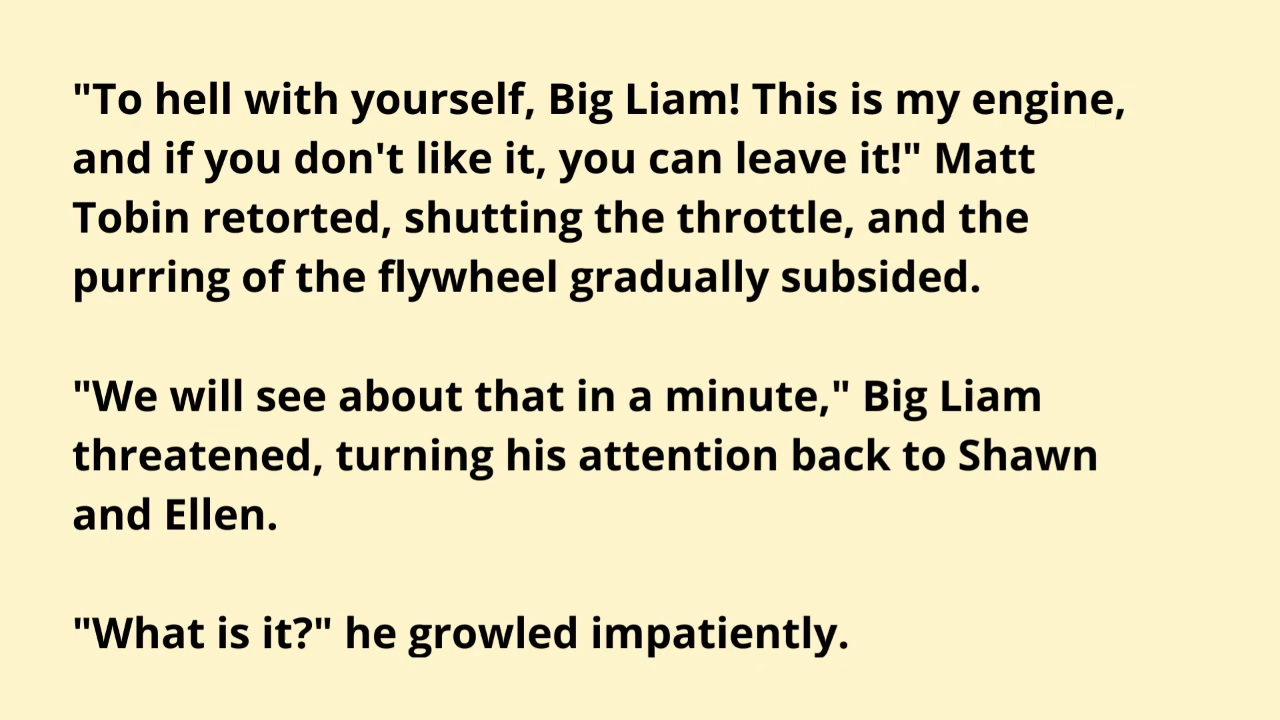 "To hell with yourself, Big Liam! This is my engine,
and if you don't like it, you can leave it!" Matt
Tobin retorted, shutting the throttle, and the
purring of the flywheel gradually subsided.
"We will see about that in a minute," Big Liam
threatened, turning his attention back to Shawn
and Ellen.
"What is it?" he growled impatiently.